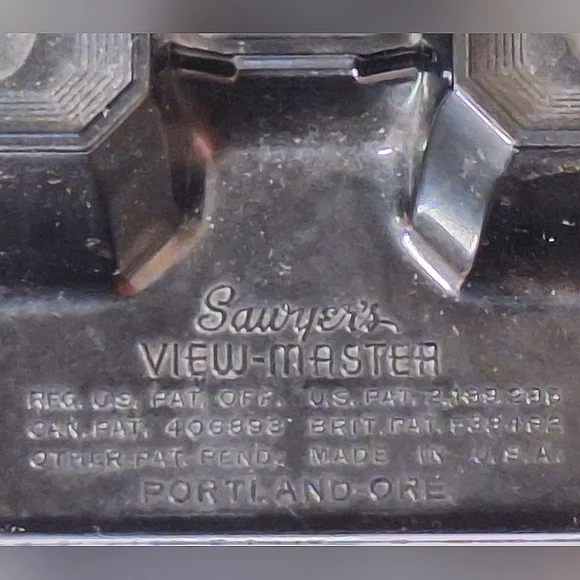 Sawyer's
VIEW-MASTER
REG. U.S. PAT. OFF. U.S. PAT.
CAN. PAT. 406893 BRIT. PAT.
OTHER PAT. PEND. MADE IN U.S.A.
PORTLAND-ORE